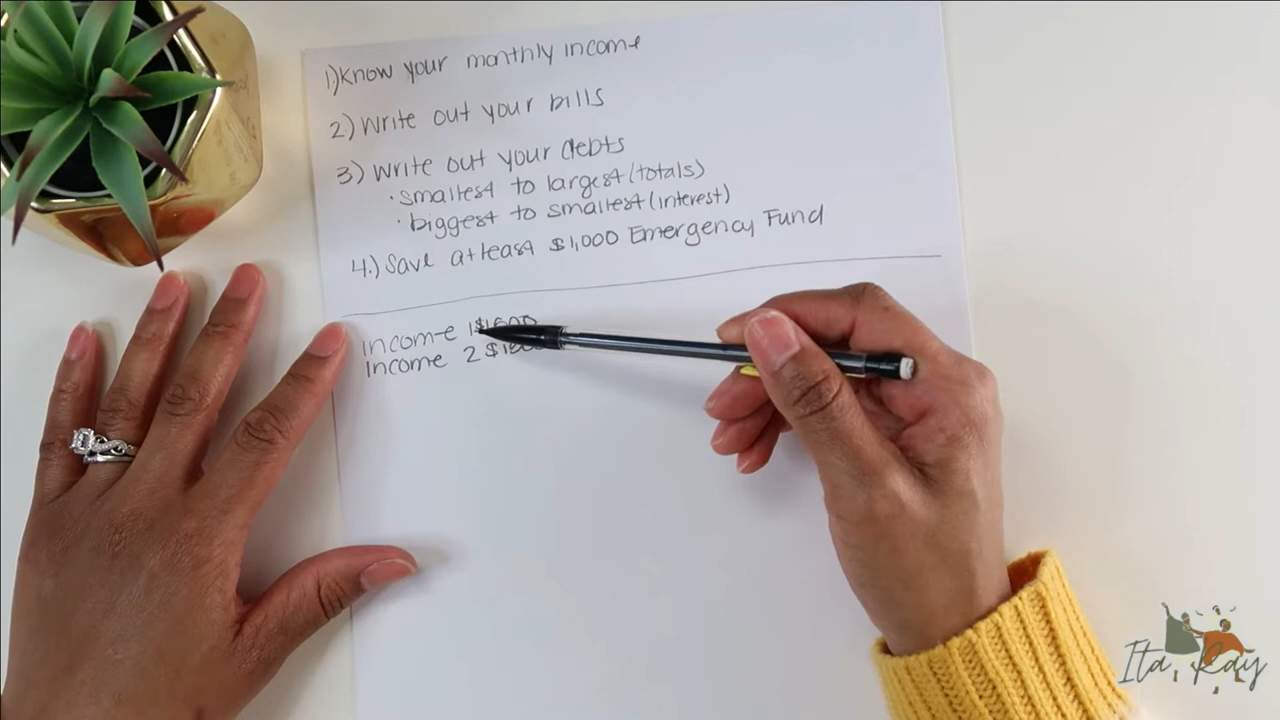 1.) Know your monthly income
2.) Write out your bills
3.) Write out your debts
• smallest to largest (totals)
• biggest to smallest (interest)
4.) Save atleast $1,000 Emergency Fund
Income 1
Income 2
Ita Kay